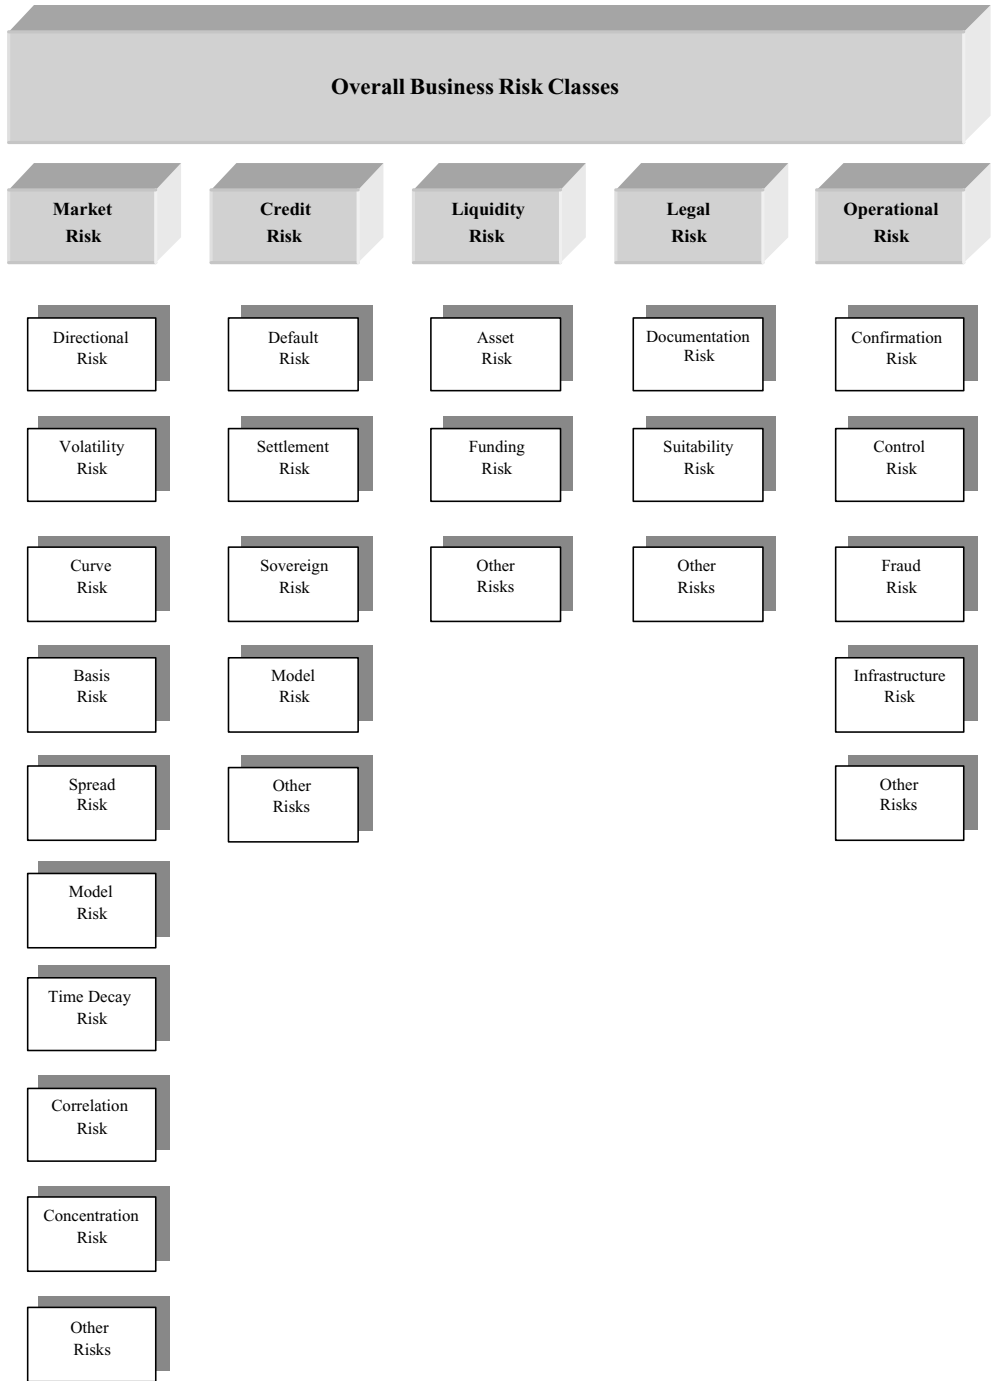 Overall Business Risk Classes
Market
Risk
Credit
Risk
Liquidity
Risk
Legal
Risk
Operational
Risk
Directional
Risk
Volatility
Risk
Curve
Risk
Basis
Risk
Spread
Risk
Model
Risk
Time Decay
Risk
Correlation
Risk
Concentration
Risk
Other
Risks
Default
Risk
Settlement
Risk
Sovereign
Risk
Model
Risk
Other
Risks
Asset
Risk
Funding
Risk
Other
Risks
Documentation
Risk
Suitability
Risk
Other
Risks
Confirmation
Risk
Control
Risk
Fraud
Risk
Infrastructure
Risk
Other
Risks